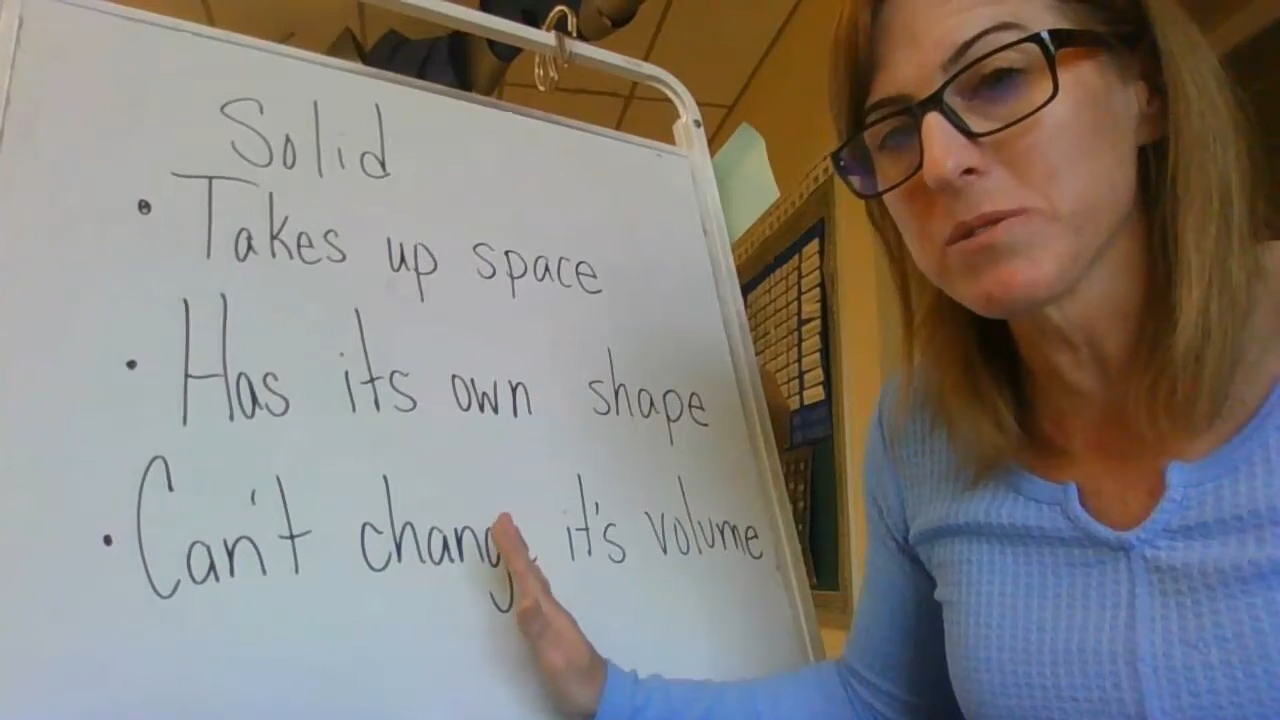 Solid
• Takes up space
• Has its own shape
• Can't change it's volume